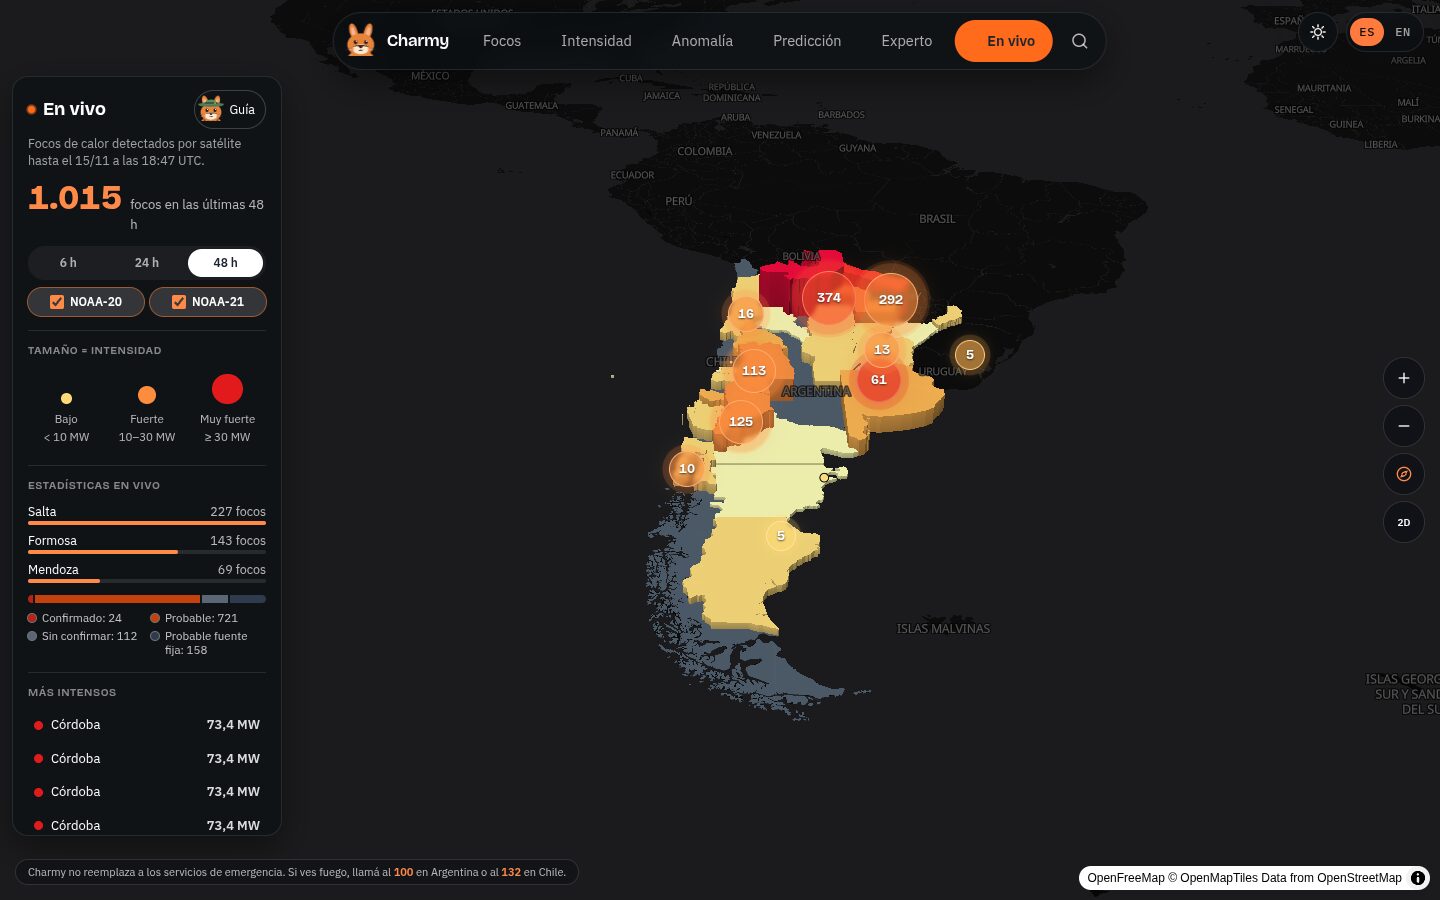 Charmy
Focos
Intensidad
Anomalía
Predicción
Experto
En vivo
ES
EN
En vivo
Guía
Focos de calor detectados por satélite
hasta el 15/11 a las 18:47 UTC.
1.015 focos en las últimas 48
h
6 h
24 h
48 h
NOAA-20
NOAA-21
TAMAÑO = INTENSIDAD
Bajo
Fuerte
Muy fuerte
< 10 MW
10–30 MW
≥ 30 MW
ESTADÍSTICAS EN VIVO
Salta 227 focos
Formosa 143 focos
Mendoza 69 focos
Confirmado: 24
Probable: 721
Sin confirmar: 112
Probable fuente
fija: 158
MÁS INTENSOS
Córdoba 73,4 MW
Córdoba 73,4 MW
Córdoba 73,4 MW
Córdoba 73,4 MW
Charmy no reemplaza a los servicios de emergencia. Si ves fuego, llamá al 100 en Argentina o al 132 en Chile.
ESTADOS UNIDOS
MÉXICO
CUBA
JAMAICA
REPÚBLICA
DOMINICANA
GUATEMALA
ARUBA
BARBADOS
PANAMÁ
VENEZUELA
COLOMBIA
GUYANA
ECUADOR
PERÚ
BRASIL
BOLIVIA
374
292
16
13
5
113
ARGENTINA
61
URUGUAY
125
10
5
ISLAS MALVINAS
ARGELIA
MAURITANIA
MALÍ
SENEGAL
GUINEA
LIBERIA
2D
OpenFreeMap © OpenMapTiles Data from OpenStreetMap